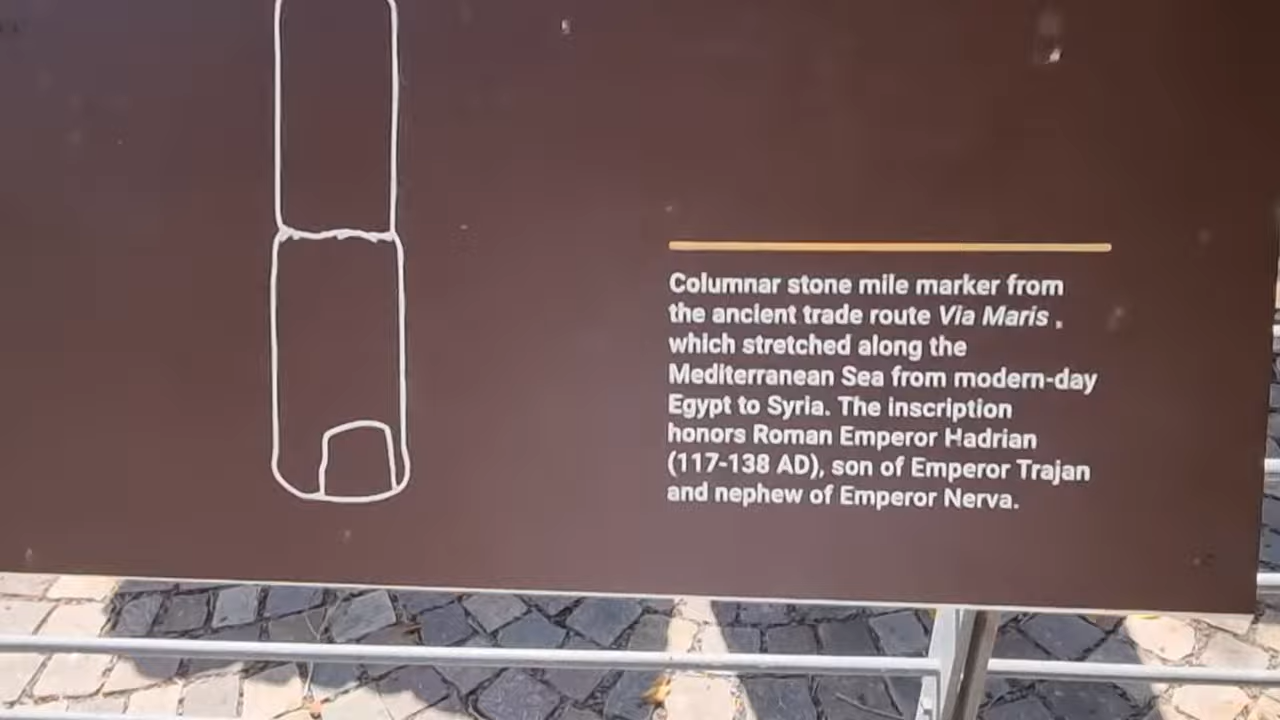 Columnar stone mile marker from
the ancient trade route Via Maris .
which stretched along the
Mediterranean Sea from modern-day
Egypt to Syria. The inscription
honors Roman Emperor Hadrian
(117-138 AD), son of Emperor Trajan
and nephew of Emperor Nerva.